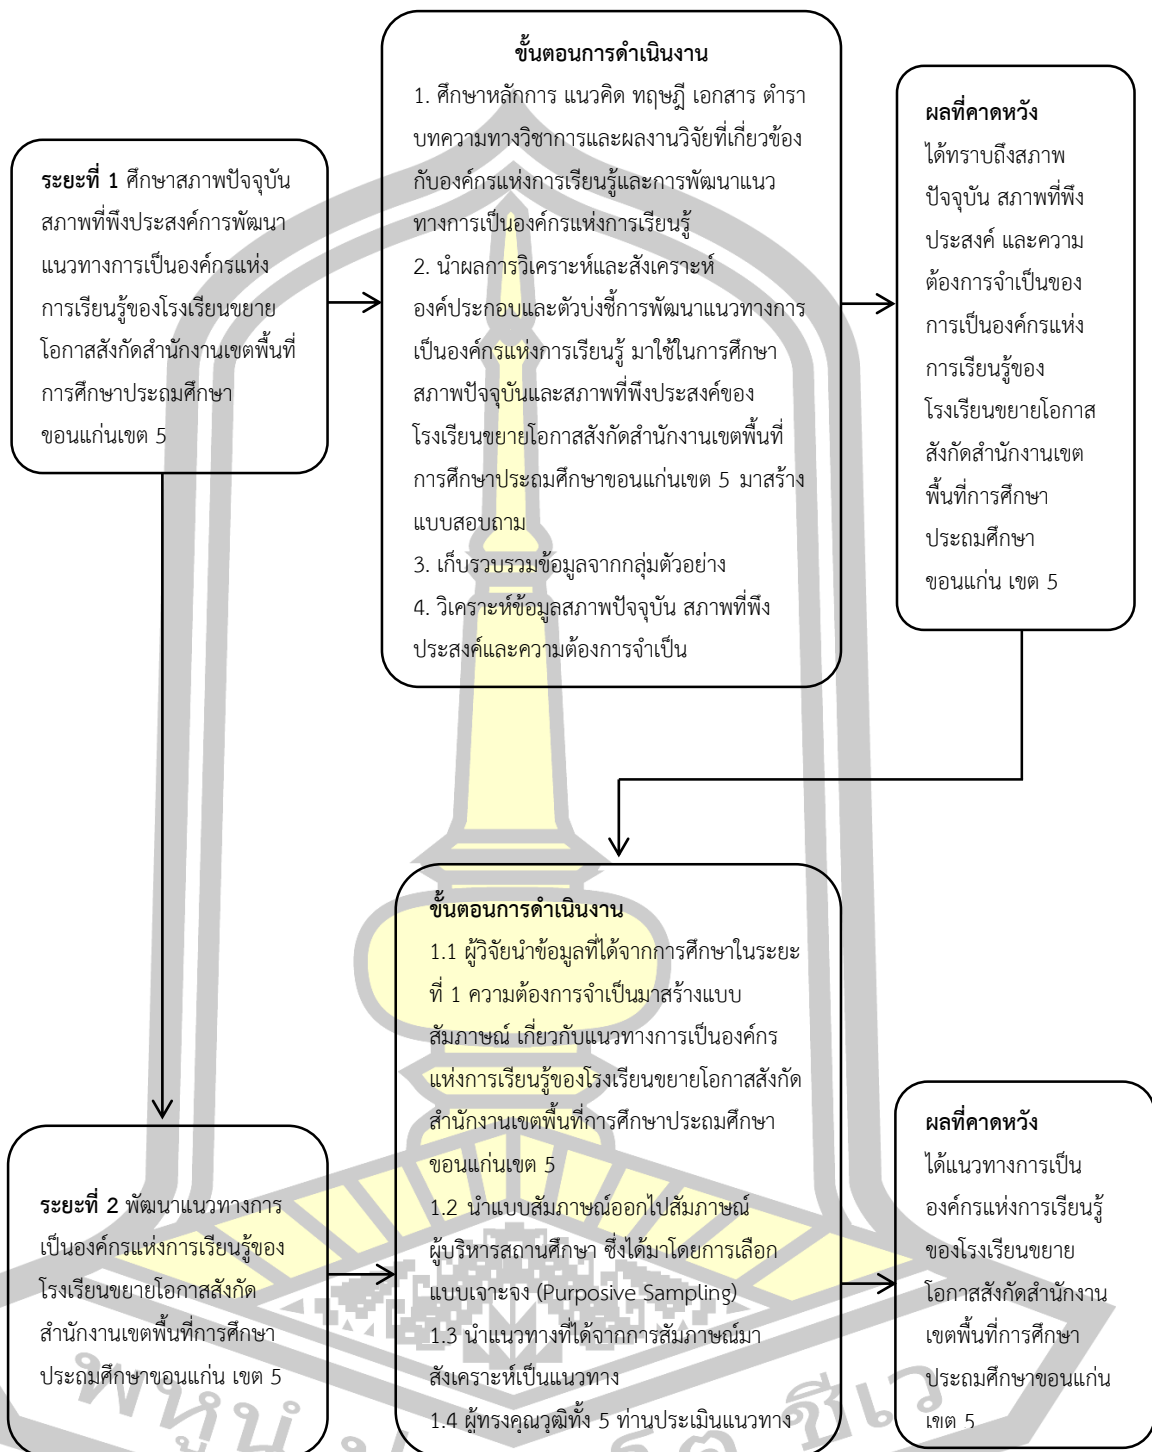 ระยะที่ 1 ศึกษาสภาพปัจจุบัน
สภาพที่พึงประสงค์การพัฒนา
แนวทางการเป็นองค์กรแห่ง
การเรียนรู้ของโรงเรียนขยาย
โอกาสสังกัดสำนักงานเขตพื้นที่
การศึกษาประถมศึกษา
ขอนแก่นเขต 5
ขั้นตอนการดำเนินงาน
1. ศึกษาหลักการ แนวคิด ทฤษฎี เอกสาร ตำรา
บทความทางวิชาการและผลงานวิจัยที่เกี่ยวข้อง
กับองค์กรแห่งการเรียนรู้และการพัฒนาแนว
ทางการเป็นองค์กรแห่งการเรียนรู้
2. นำผลการวิเคราะห์และสังเคราะห์
องค์ประกอบและตัวบ่งชี้การพัฒนาแนวทางการ
เป็นองค์กรแห่งการเรียนรู้ มาใช้ในการศึกษา
สภาพปัจจุบันและสภาพที่พึงประสงค์ของ
โรงเรียนขยายโอกาสสังกัดสำนักงานเขตพื้นที่
การศึกษาประถมศึกษาขอนแก่นเขต 5 มาสร้าง
แบบสอบถาม
3. เก็บรวบรวมข้อมูลจากกลุ่มตัวอย่าง
4. วิเคราะห์ข้อมูลสภาพปัจจุบัน สภาพที่พึง
ประสงค์และความต้องการจำเป็น
ผลที่คาดหวัง
ได้ทราบถึงสภาพ
ปัจจุบัน สภาพที่พึง
ประสงค์ และความ
ต้องการจำเป็นของ
การเป็นองค์กรแห่ง
การเรียนรู้ของ
โรงเรียนขยายโอกาส
สังกัดสำนักงานเขต
พื้นที่การศึกษา
ประถมศึกษา
ขอนแก่น เขต 5
ระยะที่ 2 พัฒนาแนวทางการ
เป็นองค์กรแห่งการเรียนรู้ของ
โรงเรียนขยายโอกาสสังกัด
สำนักงานเขตพื้นที่การศึกษา
ประถมศึกษาขอนแก่น เขต 5
ขั้นตอนการดำเนินงาน
1.1 ผู้วิจัยนำข้อมูลที่ได้จากการศึกษาในระยะ
ที่ 1 ความต้องการจำเป็นมาสร้างแบบ
สัมภาษณ์ เกี่ยวกับแนวทางการเป็นองค์กร
แห่งการเรียนรู้ของโรงเรียนขยายโอกาสสังกัด
สำนักงานเขตพื้นที่การศึกษาประถมศึกษา
ขอนแก่นเขต 5
1.2 นำแบบสัมภาษณ์ออกไปสัมภาษณ์
ผู้บริหารสถานศึกษา ซึ่งได้มาโดยการเลือก
แบบเจาะจง (Purposive Sampling)
1.3 นำแนวทางที่ได้จากการสัมภาษณ์มา
สังเคราะห์เป็นแนวทาง
1.4 ผู้ทรงคุณวุฒิทั้ง 5 ท่านประเมินแนวทาง
ผลที่คาดหวัง
ได้แนวทางการเป็น
องค์กรแห่งการเรียนรู้
ของโรงเรียนขยาย
โอกาสสังกัดสำนักงาน
เขตพื้นที่การศึกษา
ประถมศึกษาขอนแก่น
เขต 5